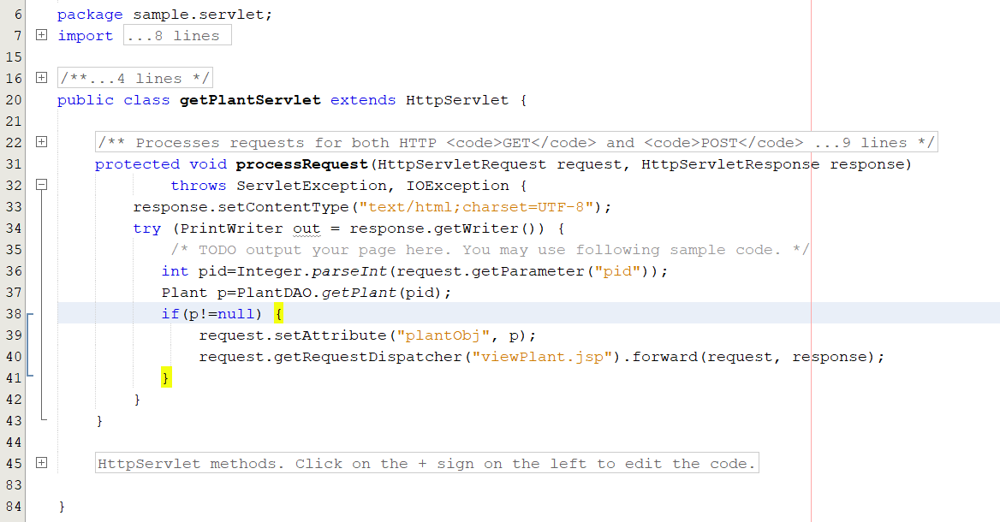 6 package sample.servlet;
7 import ...8 lines
15
16 /**...4 lines */
20 public class getPlantServlet extends HttpServlet {
21
22 /** Processes requests for both HTTP <code>GET</code> and <code>POST</code> ...9 lines */
31 protected void processRequest(HttpServletRequest request, HttpServletResponse response)
32 throws ServletException, IOException {
33 response.setContentType("text/html;charset=UTF-8");
34 try (PrintWriter out = response.getWriter()) {
35 /* TODO output your page here. You may use following sample code. */
36 int pid=Integer.parseInt(request.getParameter("pid"));
37 Plant p=PlantDAO.getPlant(pid);
38 if(p!=null) {
39 request.setAttribute("plantObj", p);
40 request.getRequestDispatcher("viewPlant.jsp").forward(request, response);
41 }
42 }
43 }
44
45 HttpServlet methods. Click on the + sign on the left to edit the code.
83
84 }